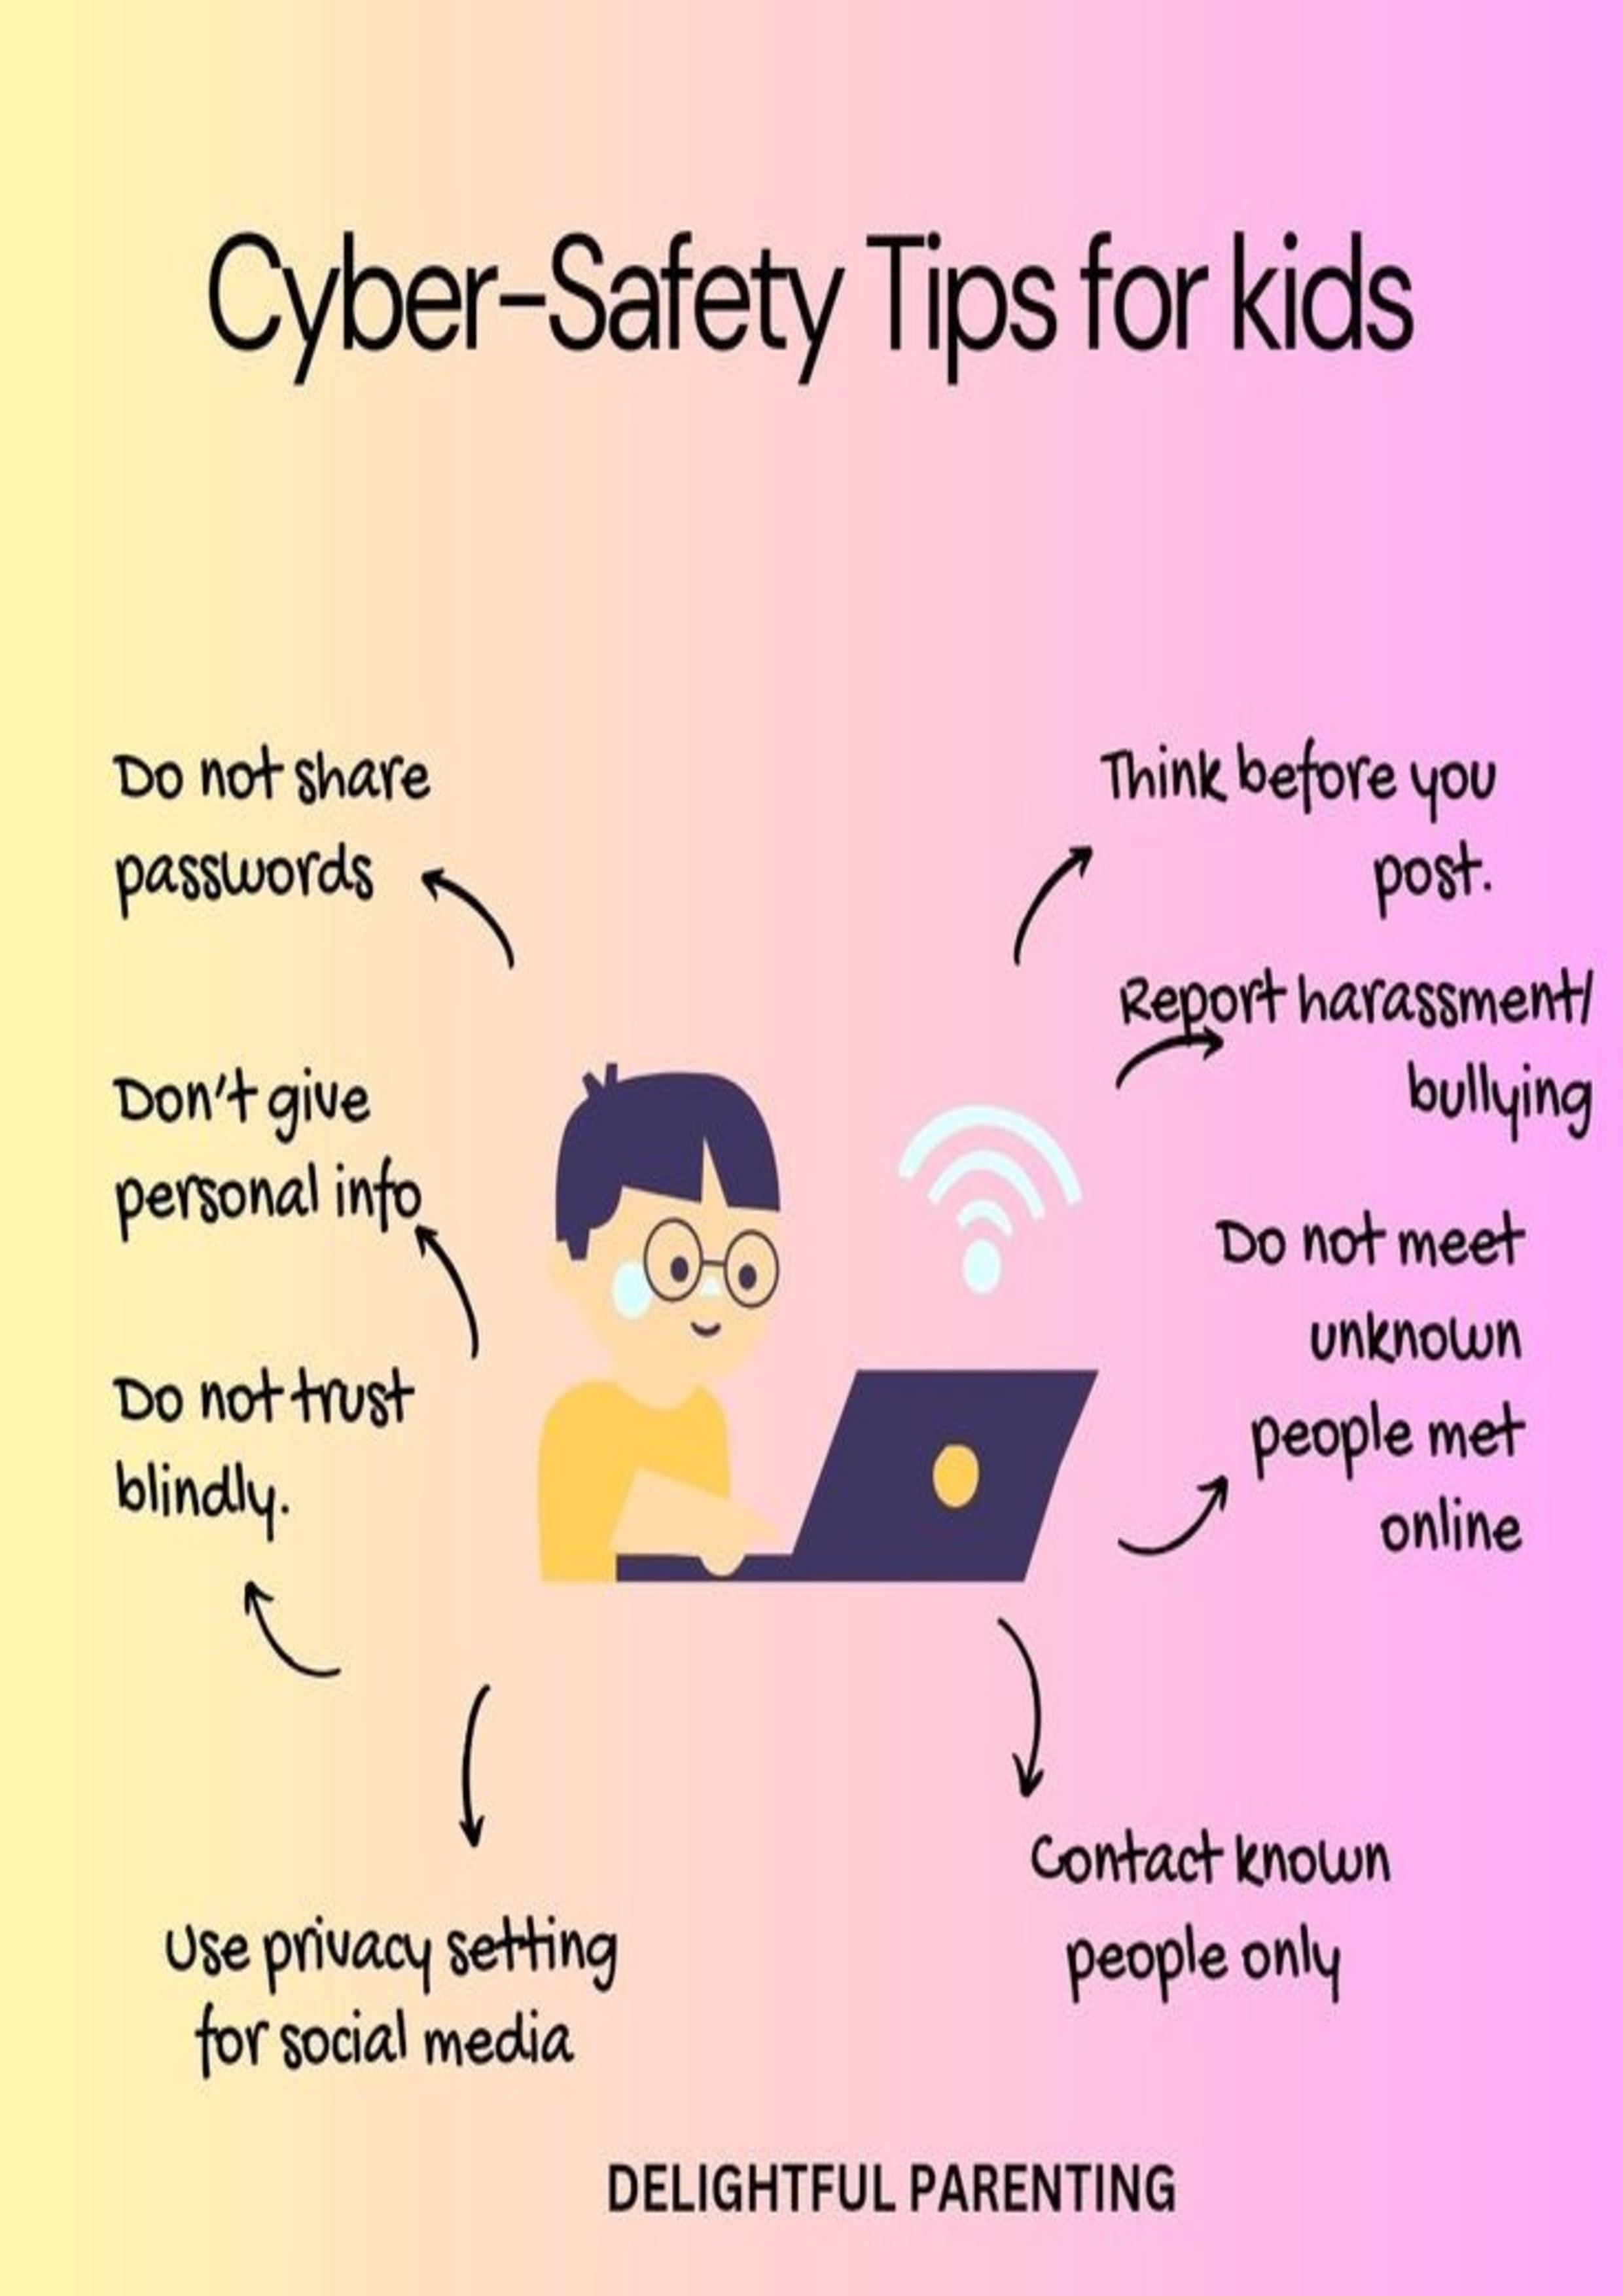 Cyber-Safety Tips for kids
Do not share
passwords
Don't give
personal info
Do not trust
blindly.
Use privacy setting
for social media
Think before you
post.
Report harassment/
bullying
Do not meet
unknown
people met
online
Contact known
people only
DELIGHTFUL PARENTING